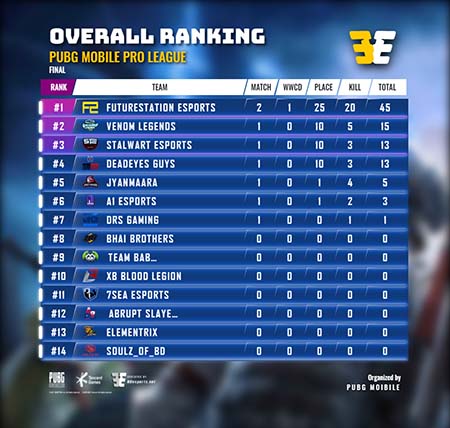 OVERALL RANKING
PUBG MOBILE PRO LEAGUE
FINAL
RANK TEAM MATCH WWCD PLACE KILL TOTAL
#1 FUTURESTATION ESPORTS 2 1 25 20 45
#2 VENOM LEGENDS 1 0 10 5 15
#3 STALWART ESPORTS 1 0 10 3 13
#4 DEADEYES GUYS 1 0 10 3 13
#5 JYANMAARA 1 0 1 4 5
#6 A1 ESPORTS 1 0 1 2 3
#7 DRS GAMING 1 0 0 1 1
#8 BHAI BROTHERS 0 0 0 0 0
#9 TEAM BAB... 0 0 0 0 0
#10 XB BLOOD LEGION 0 0 0 0 0
#11 7SEA ESPORTS 0 0 0 0 0
#12 ABRUPT SLAYE... 0 0 0 0 0
#13 ELEMENTRIX 0 0 0 0 0
#14 SOULZ_OF_BD 0 0 0 0 0
PUBG
Tencent Games
Organized by
PUBG MOIBILE